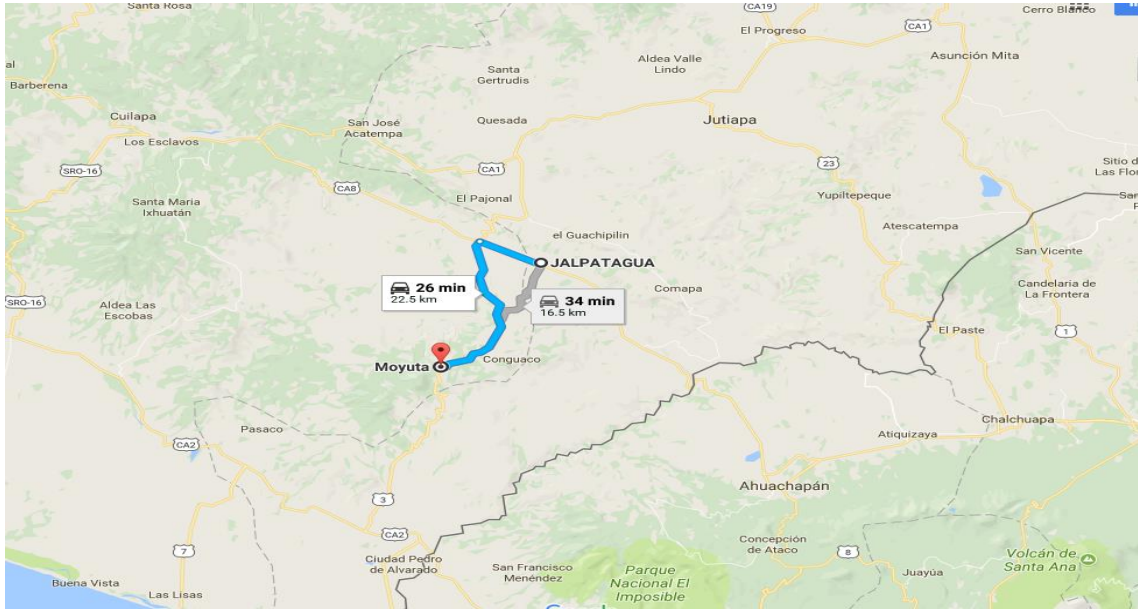 Santa Rosa
CA19
Cerro Blanco
El Progreso
CA1
Aldea Valle
Lindo
Asunción Mita
Santa
Gertrudis
al
Barberena
Cuilapa
San José
Acatempa
Quesada
Jutiapa
Los Esclavos
SRO-16
CA1
23
Sitio d
Las Flor
CA8
El Pajonal
Yupiltepeque
Santa Maria
Ixhuatán
Atescatempa
el Guachipilín
San Vicente
JALPATAGUA
26 min
22.5 km
34 min
16.5 km
Comapa
Candelaria de
La Frontera
SRO-16
Aldea Las
Escobas
El Paste
1
Moyuta
Conguaco
Chalchuapa
Pasaco
CA2
Atiquizaya
Ahuachapán
3
CA2
Concepción
de Ataco
8
7
Ciudad Pedro
de Alvarado
San Francisco
Menéndez
Parque
Nacional El
Imposible
Juayúa
Volcán de
Santa Ana
Buena Vista
Las Lisas